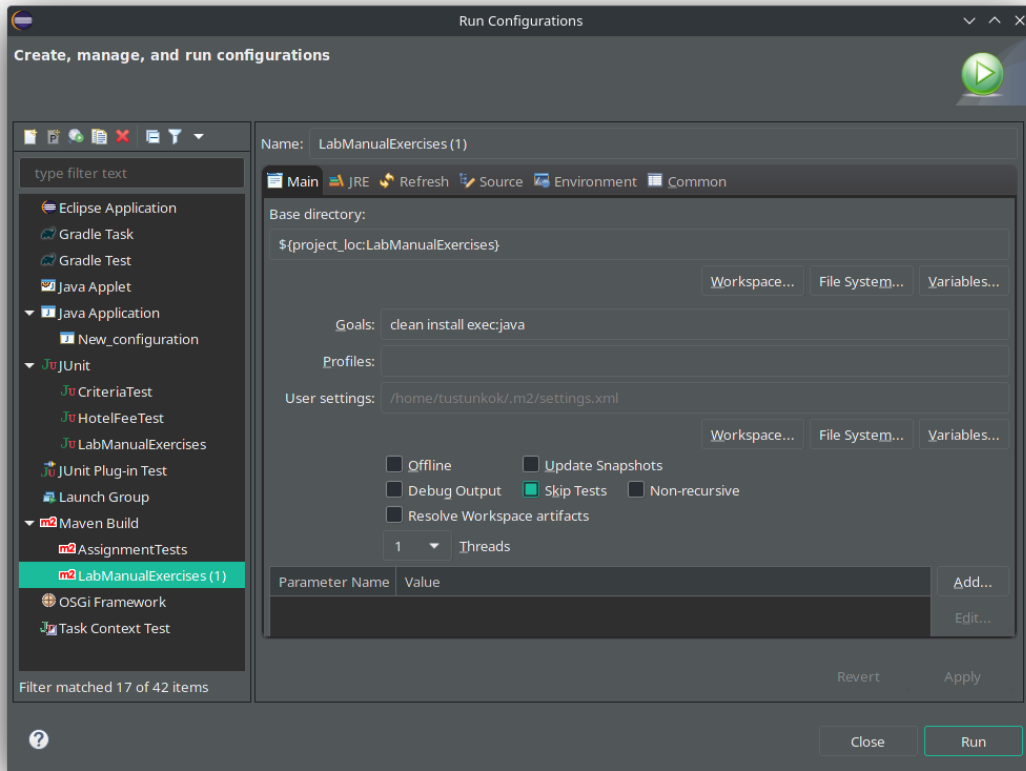 Run Configurations
Create, manage, and run configurations
type filter text
Eclipse Application
Gradle Task
Gradle Test
Java Applet
Java Application
New_configuration
JUnit
CriteriaTest
HotelFeeTest
LabManualExercises
JUnit Plug-in Test
Launch Group
Maven Build
AssignmentTests
LabManualExercises (1)
OSGi Framework
Task Context Test
Filter matched 17 of 42 items
Name: LabManualExercises (1)
Main JRE Refresh Source Environment Common
Base directory:
${project_loc:LabManualExercises}
Workspace... File System... Variables...
Goals: clean install exec:java
Profiles:
User settings: /home/tustunkok/.m2/settings.xml
Workspace... File System... Variables...
Offline Update Snapshots
Debug Output Skip Tests Non-recursive
Resolve Workspace artifacts
1 Threads
Parameter Name Value Add...
Edit...
Revert Apply
Close Run